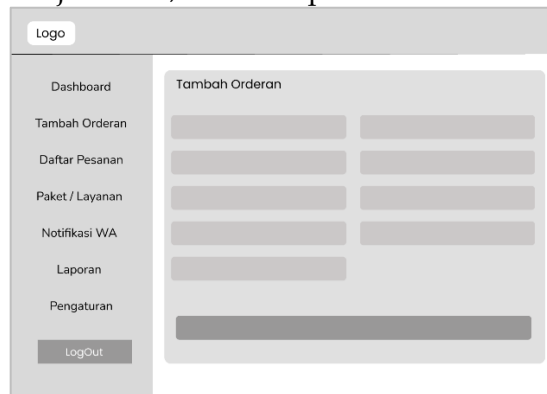 Logo
Dashboard
Tambah Orderan
Daftar Pesanan
Paket / Layanan
Notifikasi WA
Laporan
Pengaturan
LogOut
Tambah Orderan